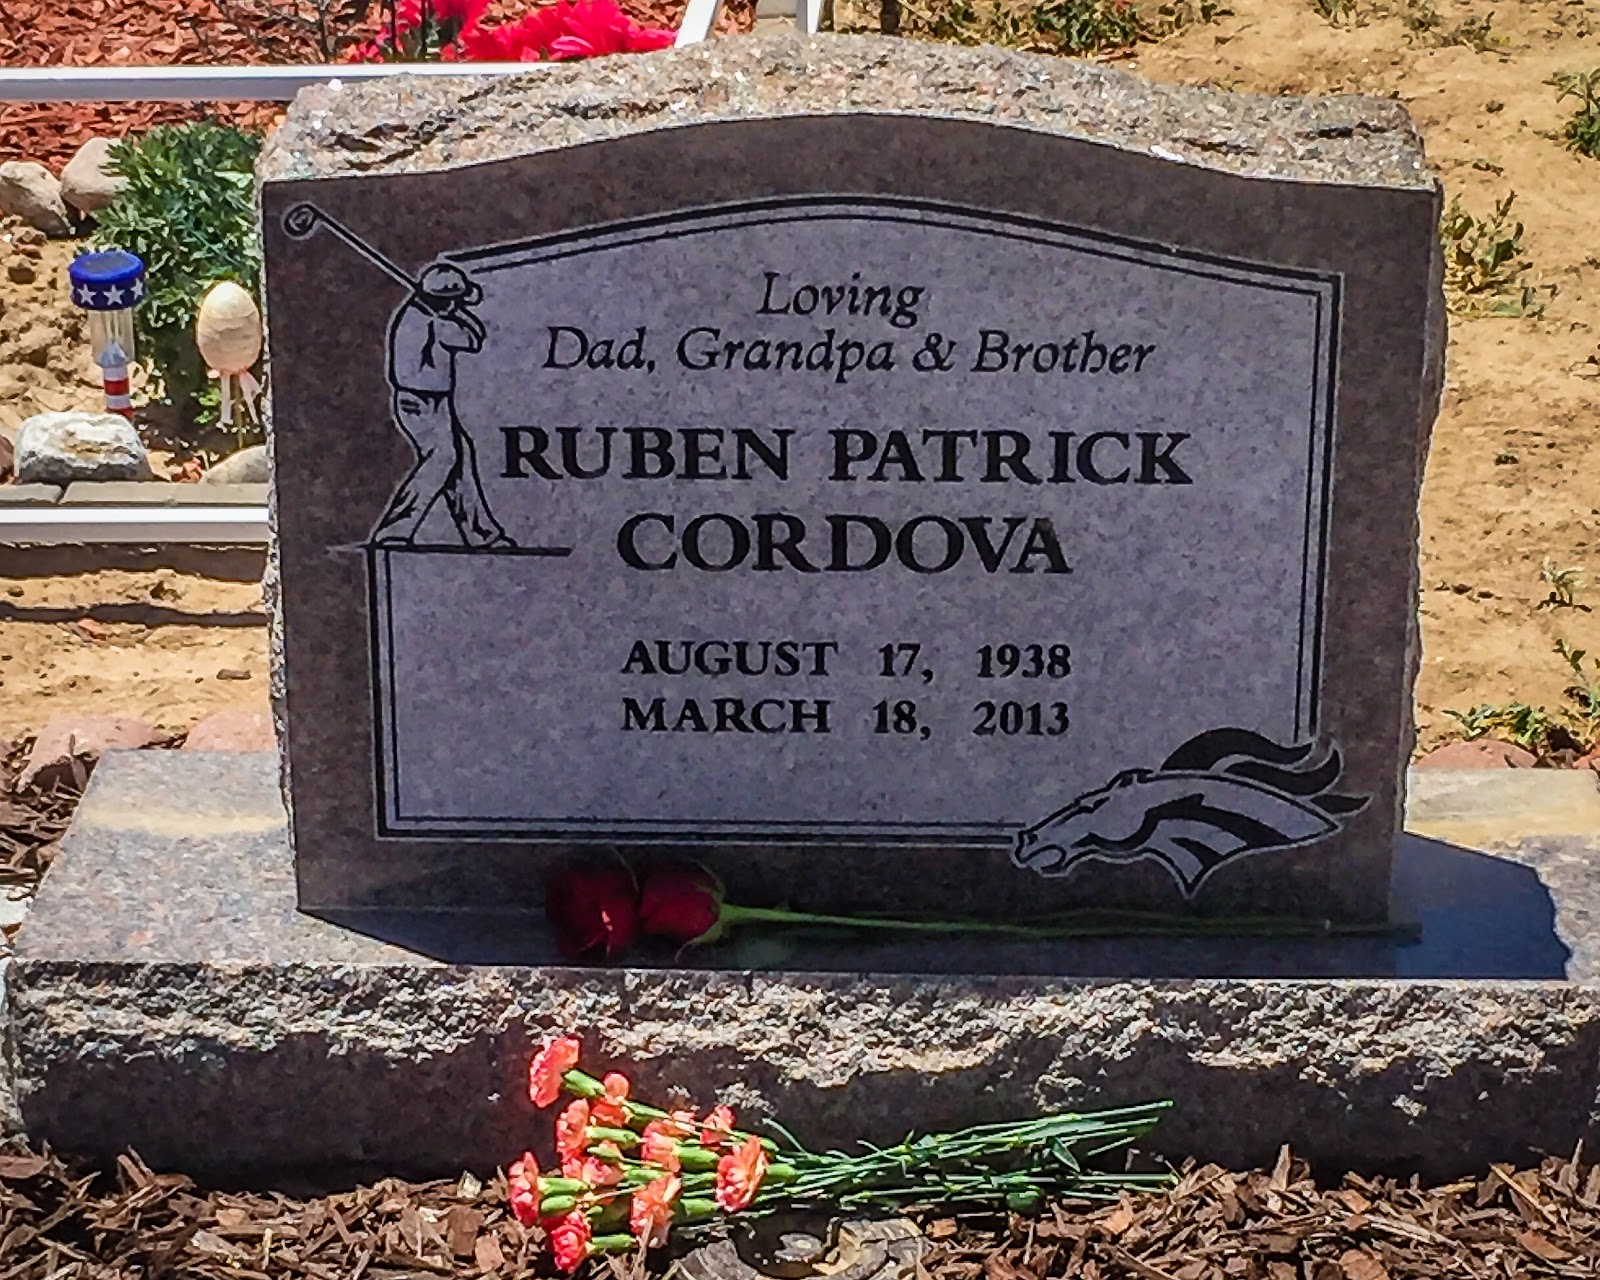 Loving
Dad, Grandpa & Brother
RUBEN PATRICK
CORDOVA
AUGUST 17, 1938
MARCH 18, 2013